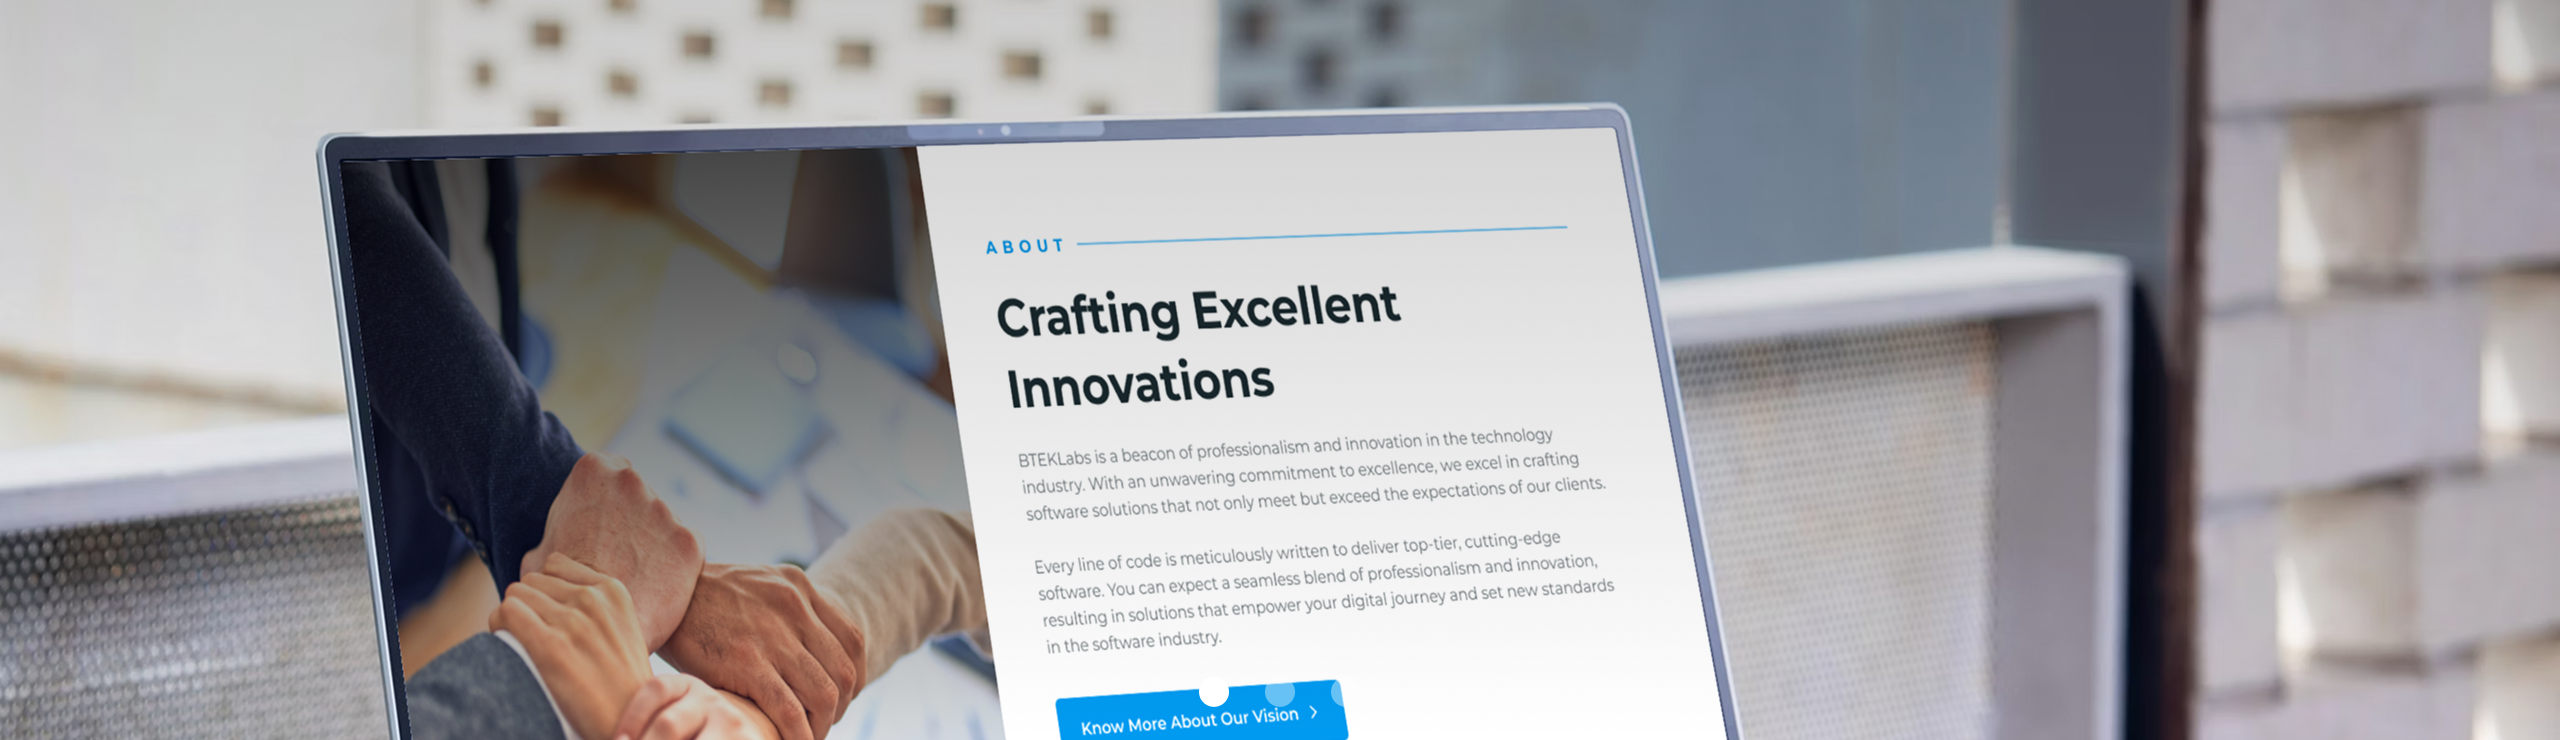 ABOUT
Crafting Excellent
Innovations
BTEKLabs is a beacon of professionalism and innovation in the technology
industry. With an unwavering commitment to excellence, we excel in crafting
software solutions that not only meet but exceed the expectations of our clients.
Every line of code is meticulously written to deliver top-tier, cutting-edge
software. You can expect a seamless blend of professionalism and innovation,
resulting in solutions that empower your digital journey and set new standards
in the software industry.
Know More About Our Vision